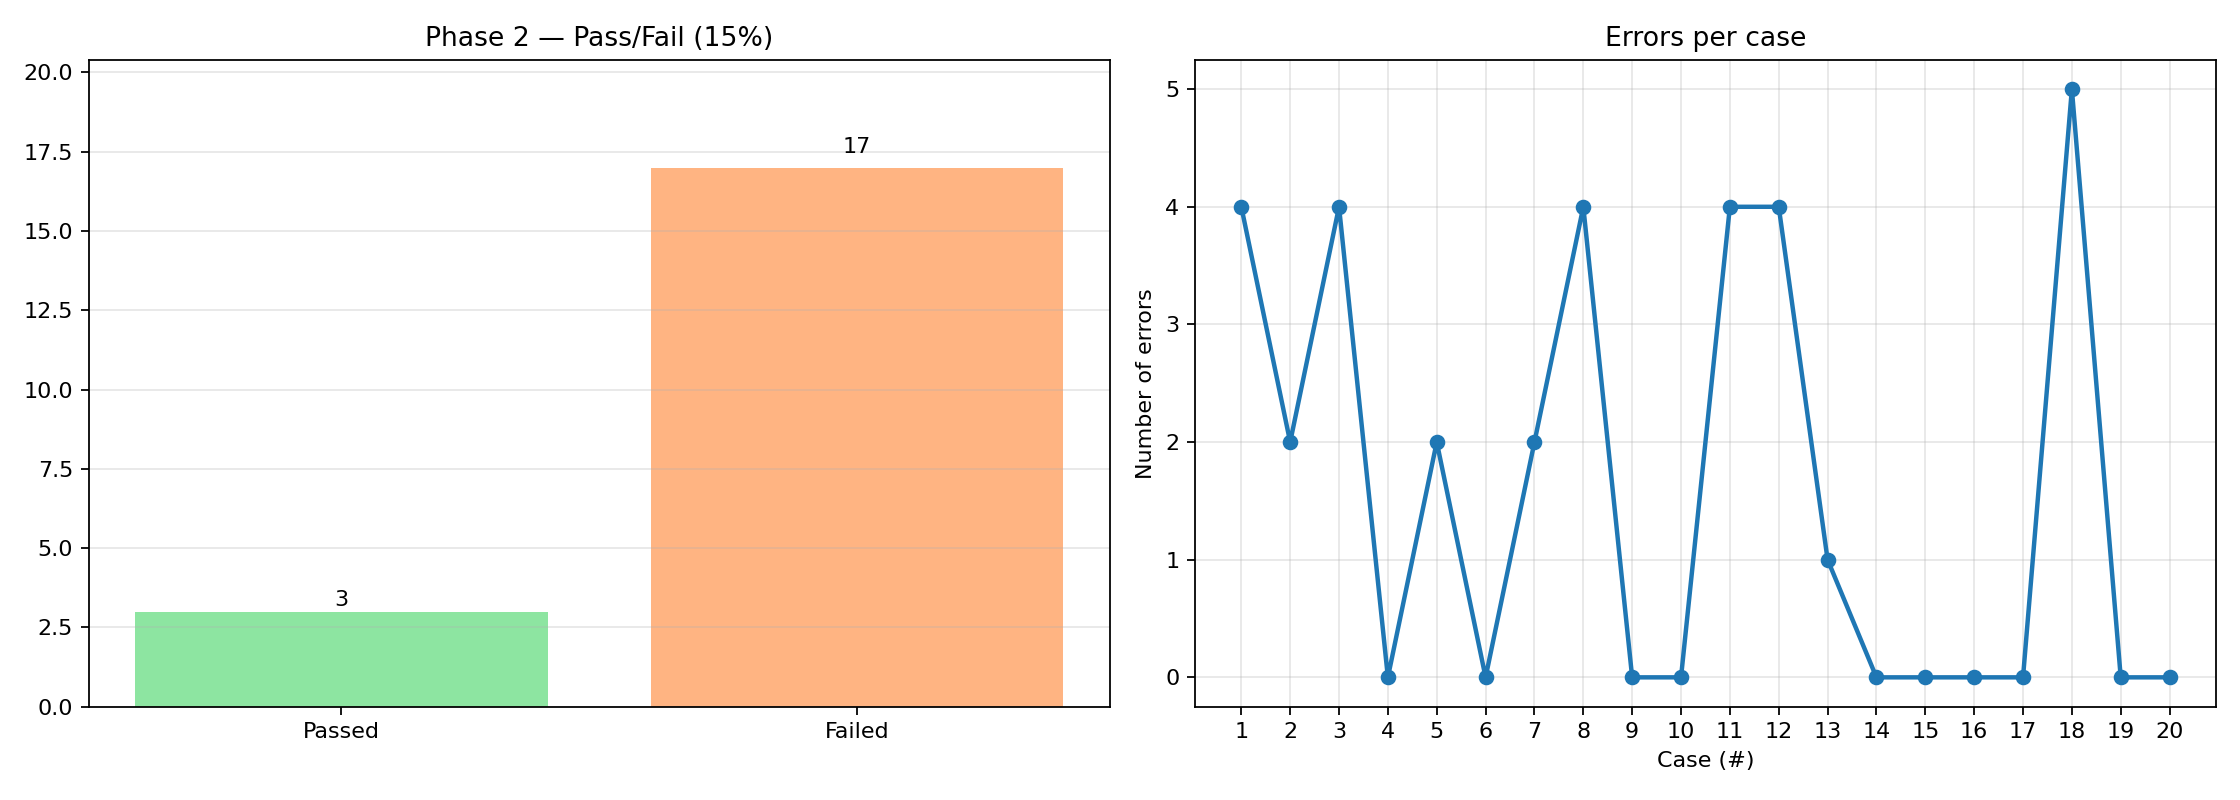 Phase 2 — Pass/Fail (15%)
20.0
17.5
15.0
12.5
10.0
7.5
5.0
2.5
0.0
3
17
Passed Failed
Errors per case
Number of errors
5
4
3
2
1
0
1 2 3 4 5 6 7 8 9 10 11 12 13 14 15 16 17 18 19 20
Case (#)